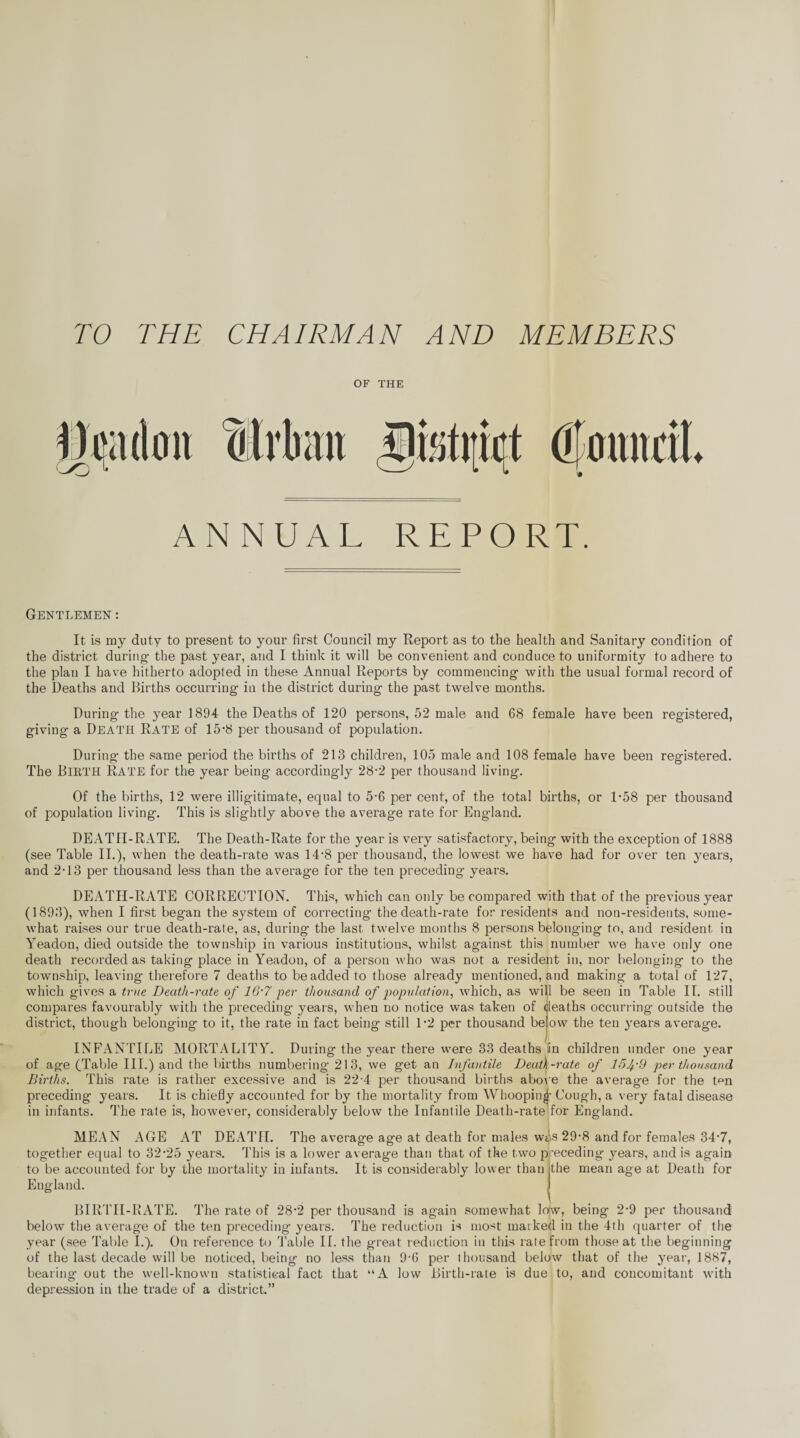 TO THE CHAIRMAN AND MEMBERS
OF THE
Yeadon Urban District Council.
ANNUAL REPORT.
GENTLEMEN:
It is my duty to present to your first Council my Report as to the health and Sanitary condition of
the district during the past year, and I think it will be convenient and conduce to uniformity to adhere to
the plan I have hitherto adopted in these Annual Reports by commencing with the usual formal record of
the Deaths and Births occurring in the district during the past twelve months.
During the year 1894 the Deaths of 120 persons, 52 male and 68 female have been registered,
giving a DEATH RATE of 15·8 per thousand of population.
During the same period the births of 213 children, 105 male and 108 female have been registered.
The BIRTH RATE for the year being accordingly 28·2 per thousand living.
Of the births, 12 were illigitimate, equal to 5·6 per cent, of the total births, or 1·58 per thousand
of population living. This is slightly above the average rate for England.
DEATH-RATE. The Death-Rate for the year is very satisfactory, being with the exception of 1888
(see Table II.), when the death-rate was 14·8 per thousand, the lowest we have had for over ten years,
and 2·13 per thousand less than the average for the ten preceding years.
DEATH-RATE CORRECTION. This, which can only be compared with that of the previous year
(1893), when I first began the system of correcting the death-rate for residents and non-residents, some-
what raises our true death-rate, as, during the last twelve months 8 persons belonging to, and resident in
Yeadon, died outside the township in various institutions, whilst against this number we have only one
death recorded as taking place in Yeadon, of a person who was not a resident in, nor belonging to the
township, leaving therefore 7 deaths to be added to those already mentioned, and making a total of 127,
which gives a true Death-rate of 16·7 per thousand of population, which, as will be seen in Table II. still
compares favourably with the preceding years, when no notice was taken of deaths occurring outside the
district, though belonging to it, the rate in fact being still 1·2 per thousand below the ten years average.
INFANTILE MORTALITY. During the year there were 33 deaths in children under one year
of age (Table III.) and the births numbering 213, we get an Infantile Death-rate of 154·9 per thousand
Births. This rate is rather excessive and is 22·4 per thousand births above the average for the ten
preceding years. It is chiefly accounted for by the mortality from Whooping Cough, a very fatal disease
in infants. The rate is, however, considerably below the Infantile Death-rate for England.
MEAN AGE AT DEATH. The average age at death for males was 29·8 and for females 34·7,
together equal to 32·25 years. This is a lower average than that of the two preceding years, and is again
to be accounted for by the mortality in infants. It is considerably lower than the mean age at Death for
England.
BIRTH-RATE. The rate of 28·2 per thousand is again somewhat low, being 2·9 per thousand
below the average of the ten preceding years. The reduction is most marked in the 4th quarter of the
year (see Table I.). On reference to Table II. the great reduction in this rate from those at the beginning
of the last decade will be noticed, being no less than 9·6 per thousand below that of the year, 1887,
bearing out the well-known statistical fact that "A low Birth-rate is due to, and concomitant with
depression in the trade of a district."